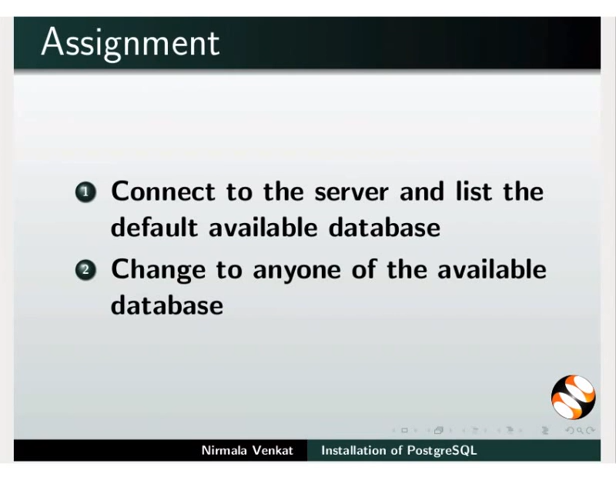 Assignment
1 Connect to the server and list the
default available database
2 Change to anyone of the available
database
Nirmala Venkat Installation of PostgreSQL